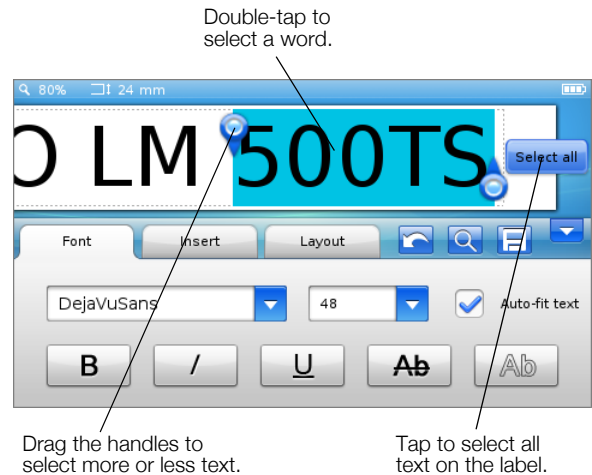 Double-tap to
select a word.
80% 24 mm
O LM 500TS
Select all
Font Insert Layout
DejaVuSans 48 Auto-fit text
B I U Ab Ab
Drag the handles to
select more or less text.
Tap to select all
text on the label.